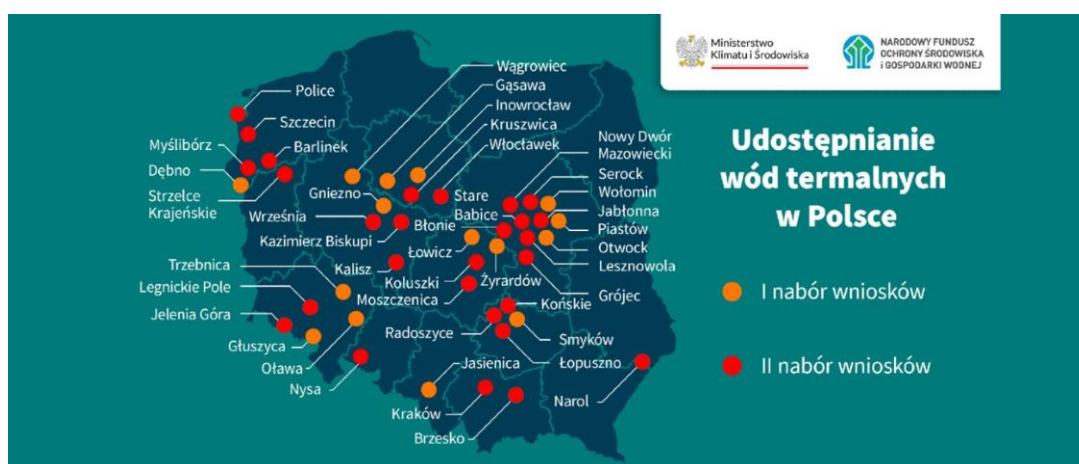 Ministerstwo
Klimatu i Środowiska
NARODOWY FUNDUSZ
OCHRONY ŚRODOWISKA
i GOSPODARKI WODNEJ
Udostępnianie
wód termalnych
w Polsce
I nabór wniosków
II nabór wniosków
Wągrowiec
Gąsawa
Inowrocław
Kruszwica
Włocławek
Police
Szczecin
Myślibórz
Barlinek
Dębno
Strzelce
Krajeńskie
Gniezno
Września
Kazimierz Biskupi
Nowy Dwór
Mazowiecki
Serock
Wołomin
Jabłonna
Piastów
Otwock
Lesznowola
Grójec
Stare
Babice
Błonie
Łowicz
Kalisz
Koluszki
Żyrardów
Moszczenica
Trzebnica
Legnickie Pole
Jelenia Góra
Głuszyca
Oława
Nysa
Końskie
Radoszyce
Smyków
Łopuszno
Jasienica
Kraków
Brzesko
Narol